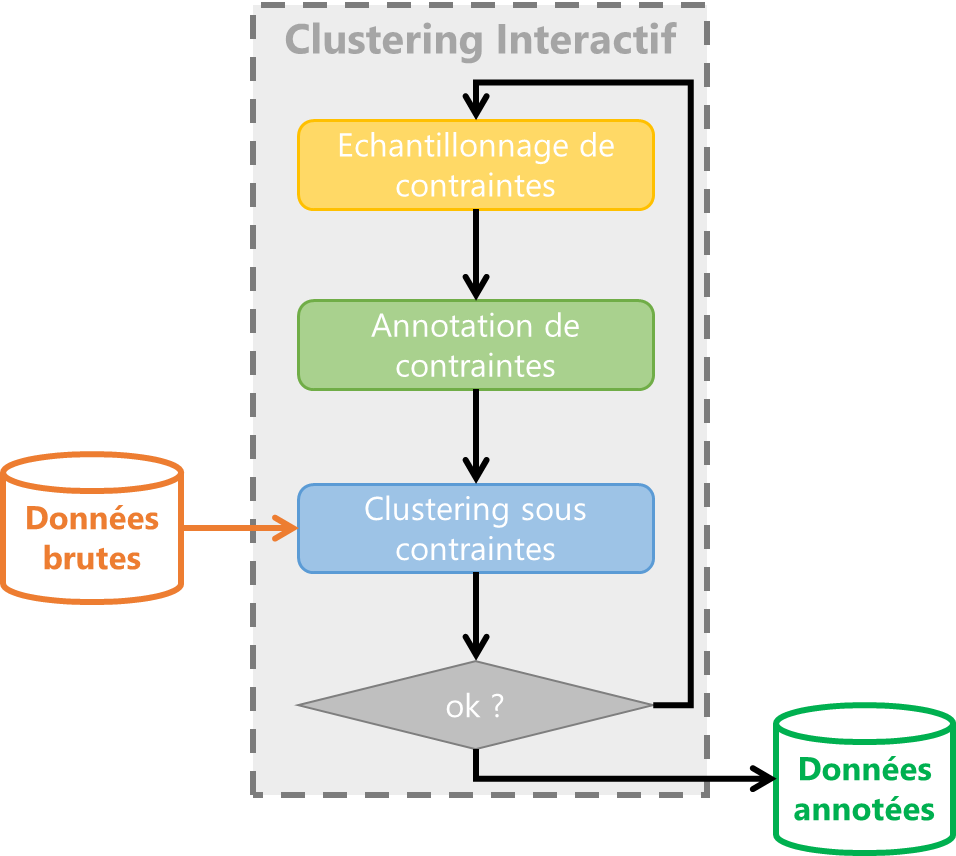 Clustering Interactif
Echantillonnage de
contraintes
Annotation de
contraintes
Données
brutes
Clustering sous
contraintes
ok ?
Données
annotées